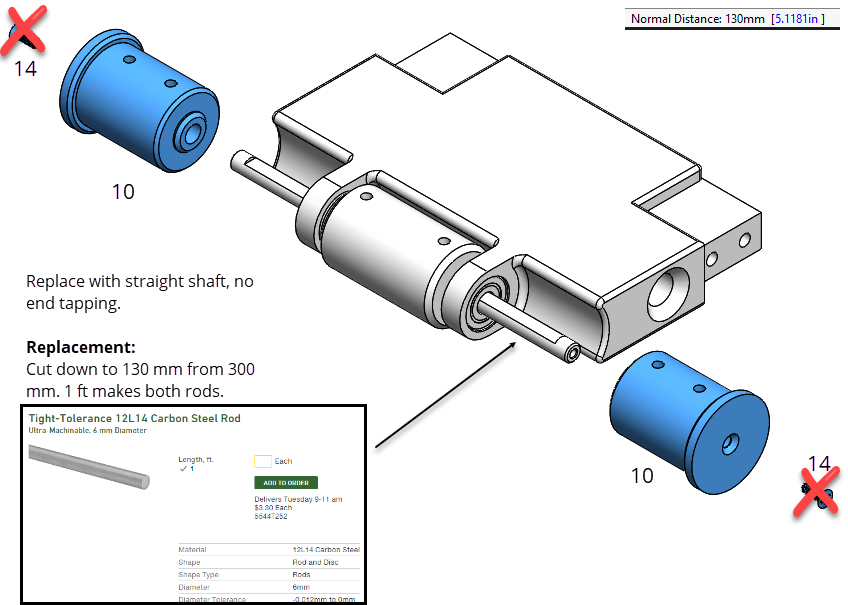 Normal Distance: 130mm [5.1181in ]
14
10
Replace with straight shaft, no
end tapping.
Replacement:
Cut down to 130 mm from 300
mm. 1 ft makes both rods.
Tight-Tolerance 12L14 Carbon Steel Rod
Ultra-Machinable, 6 mm Diameter
Length, ft.
1
Each
ADD TO ORDER
Delivers Tuesday 9-11 am
$3.30 Each
5544T252
Material 12L14 Carbon Steel
Shape Rod and Disc
Shape Type Rods
Diameter 6mm
Diameter Tolerance -0.012mm to 0mm
10
14